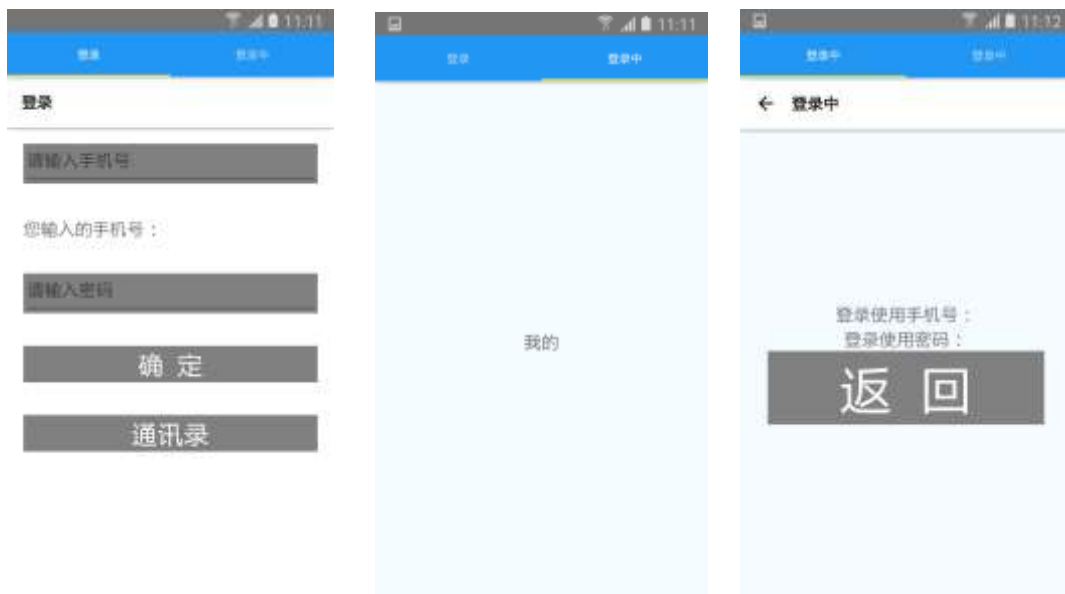 11:11
登录 登录中
登录
请输入手机号
您输入的手机号：
请输入密码
确 定
通讯录
11:11
登录 登录中
我的
11:12
登录中 登录中
← 登录中
登录使用手机号：
登录使用密码：
返 回